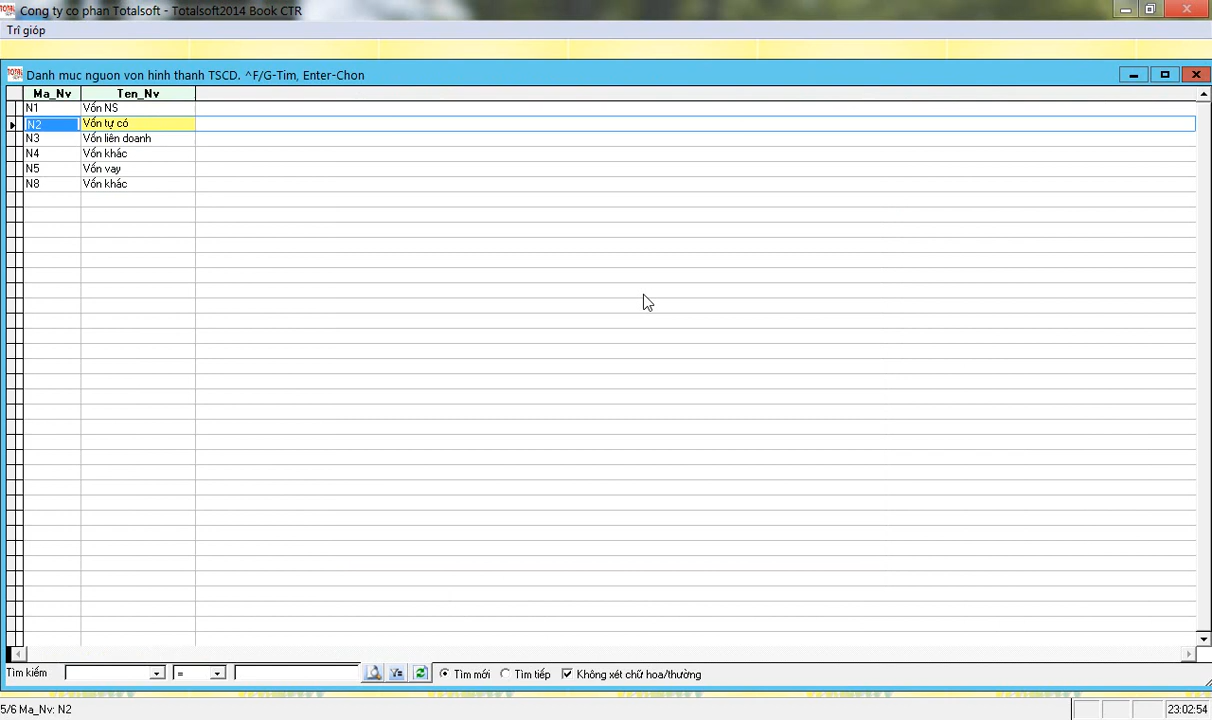 Cong ty co phan Totalsoft - Totalsoft2014 Book CTR
Trî gióp
Danh muc nguon von hinh thanh TSCD. ^F/G-Tim, Enter-Chon
Ma_Nv Ten_Nv
N1 Vốn NS
N2 Vốn tự có
N3 Vốn liên doanh
N4 Vốn khác
N5 Vốn vay
N8 Vốn khác
Tìm kiếm = Tìm mới Tìm tiếp Không xét chữ hoa/thường
5/6 Ma_Nv: N2 23:02:54